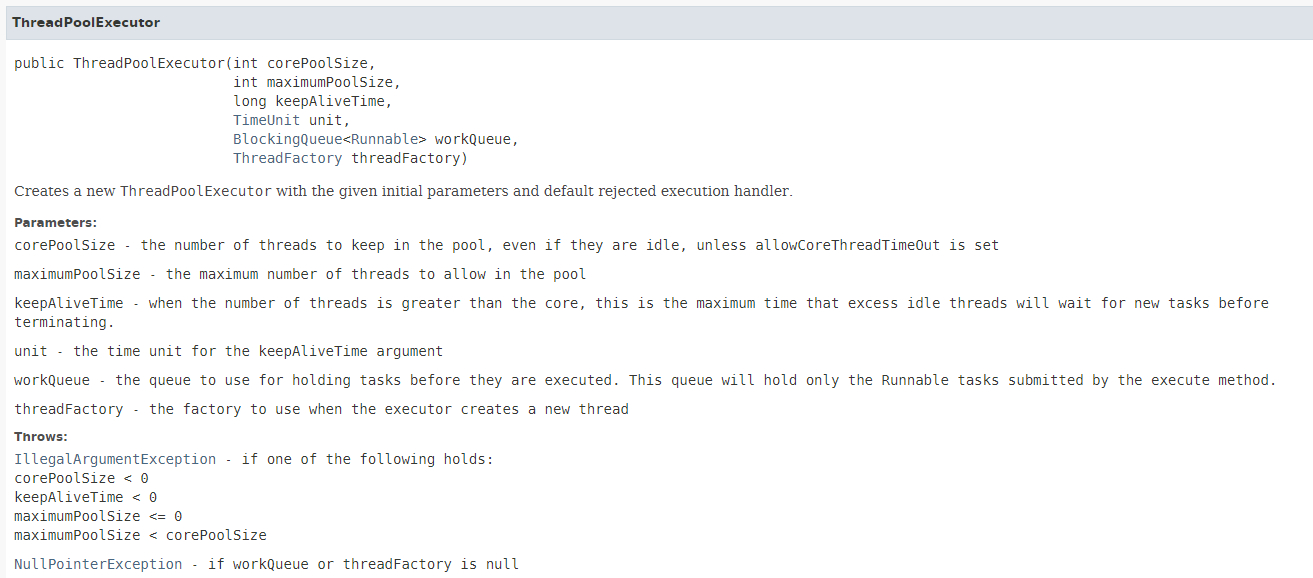 ThreadPoolExecutor
public ThreadPoolExecutor(int corePoolSize,
int maximumPoolSize,
long keepAliveTime,
TimeUnit unit,
BlockingQueue<Runnable> workQueue,
ThreadFactory threadFactory)
Creates a new ThreadPoolExecutor with the given initial parameters and default rejected execution handler.
Parameters:
corePoolSize - the number of threads to keep in the pool, even if they are idle, unless allowCoreThreadTimeOut is set
maximumPoolSize - the maximum number of threads to allow in the pool
keepAliveTime - when the number of threads is greater than the core, this is the maximum time that excess idle threads will wait for new tasks before
terminating.
unit - the time unit for the keepAliveTime argument
workQueue - the queue to use for holding tasks before they are executed. This queue will hold only the Runnable tasks submitted by the execute method.
threadFactory - the factory to use when the executor creates a new thread
Throws:
IllegalArgumentException - if one of the following holds:
corePoolSize < 0
keepAliveTime < 0
maximumPoolSize <= 0
maximumPoolSize < corePoolSize
NullPointerException - if workQueue or threadFactory is null